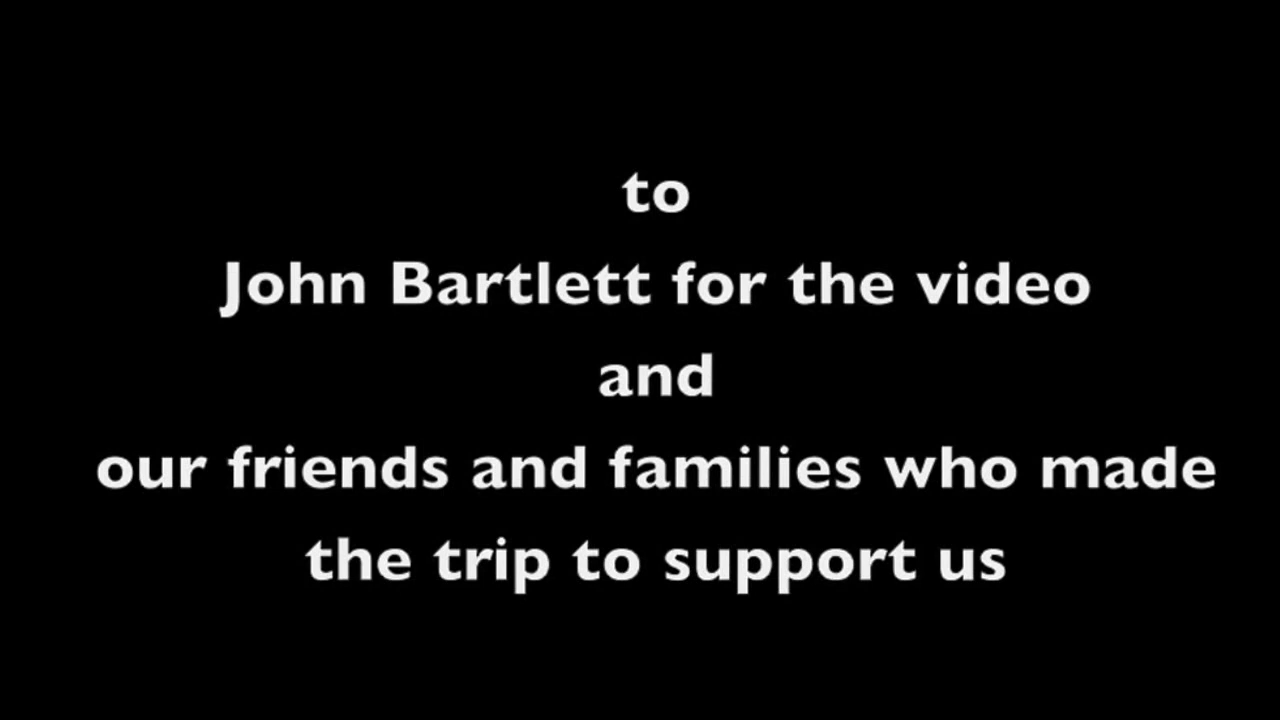 to
John Bartlett for the video
and
our friends and families who made
the trip to support us